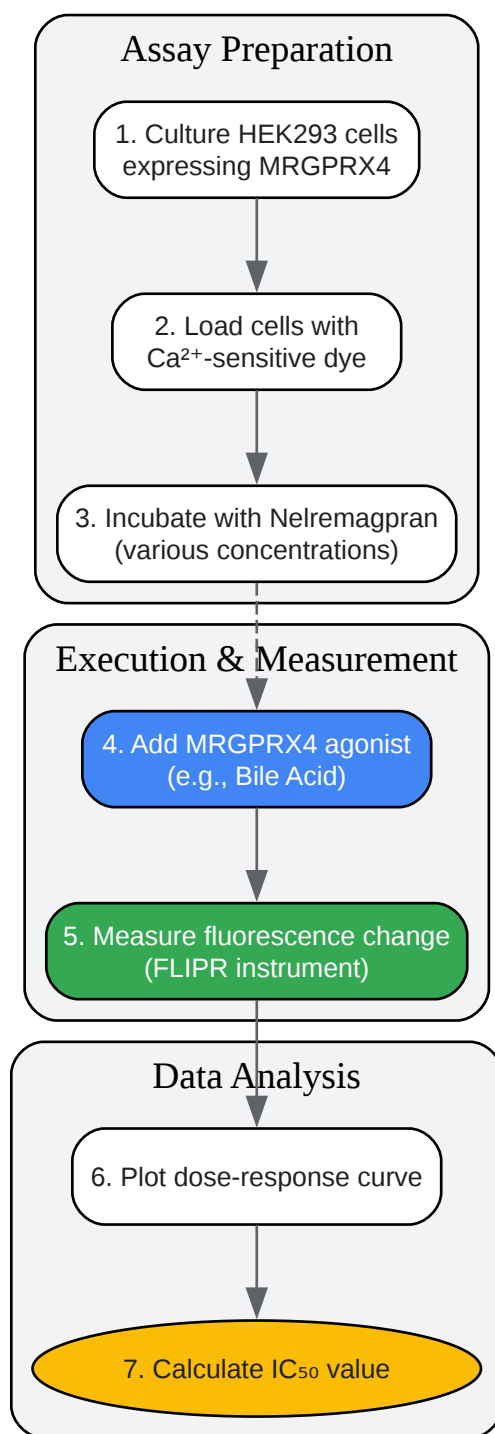 Assay Preparation
1. Culture HEK293 cells
expressing MRGPRX4
2. Load cells with
Ca²⁺-sensitive dye
3. Incubate with Nelremagpran
(various concentrations)
Execution & Measurement
4. Add MRGPRX4 agonist
(e.g., Bile Acid)
5. Measure fluorescence change
(FLIPR instrument)
Data Analysis
6. Plot dose-response curve
7. Calculate IC₅₀ value